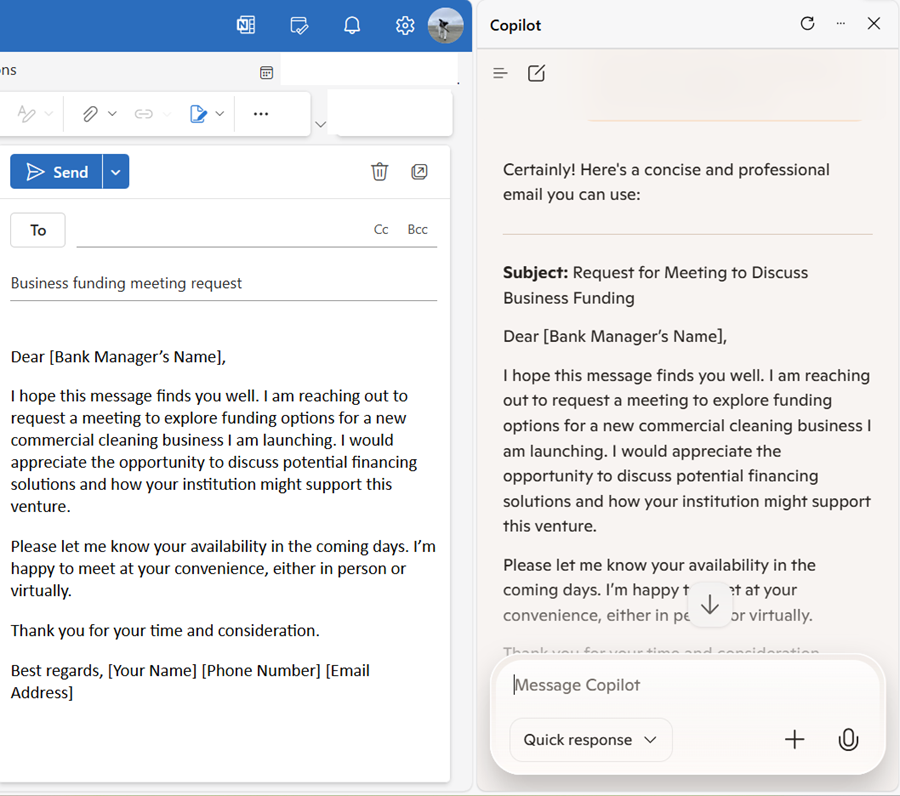 ons
Send
To
Cc
Bcc
Business funding meeting request
Dear [Bank Manager’s Name],
I hope this message finds you well. I am reaching out to
request a meeting to explore funding options for a new
commercial cleaning business I am launching. I would
appreciate the opportunity to discuss potential financing
solutions and how your institution might support this
venture.
Please let me know your availability in the coming days. I’m
happy to meet at your convenience, either in person or
virtually.
Thank you for your time and consideration.
Best regards, [Your Name] [Phone Number] [Email
Address]
Copilot
Certainly! Here's a concise and professional
email you can use:
Subject: Request for Meeting to Discuss
Business Funding
Dear [Bank Manager’s Name],
I hope this message finds you well. I am reaching
out to request a meeting to explore funding
options for a new commercial cleaning business I
am launching. I would appreciate the
opportunity to discuss potential financing
solutions and how your institution might support
this venture.
Please let me know your availability in the
coming days. I’m happy t et at your
convenience, either in pe or virtually.
Thank you for your time and consideration.
Message Copilot
Quick response